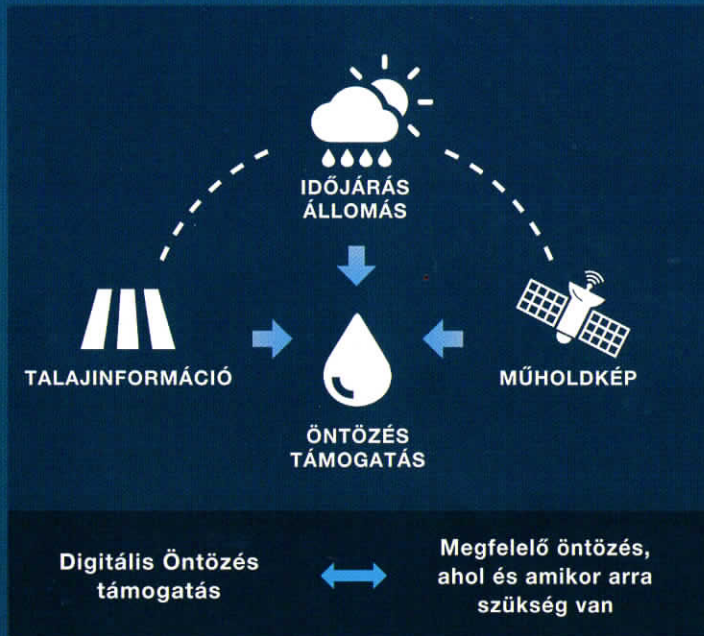 IDŐJÁRÁS
ÁLLOMÁS
TALAJINFORMÁCIÓ
MŰHOLDKÉP
ÖNTÖZÉS
TÁMOGATÁS
Digitális Öntözés
támogatás
Megfelelő öntözés,
ahol és amikor arra
szükség van